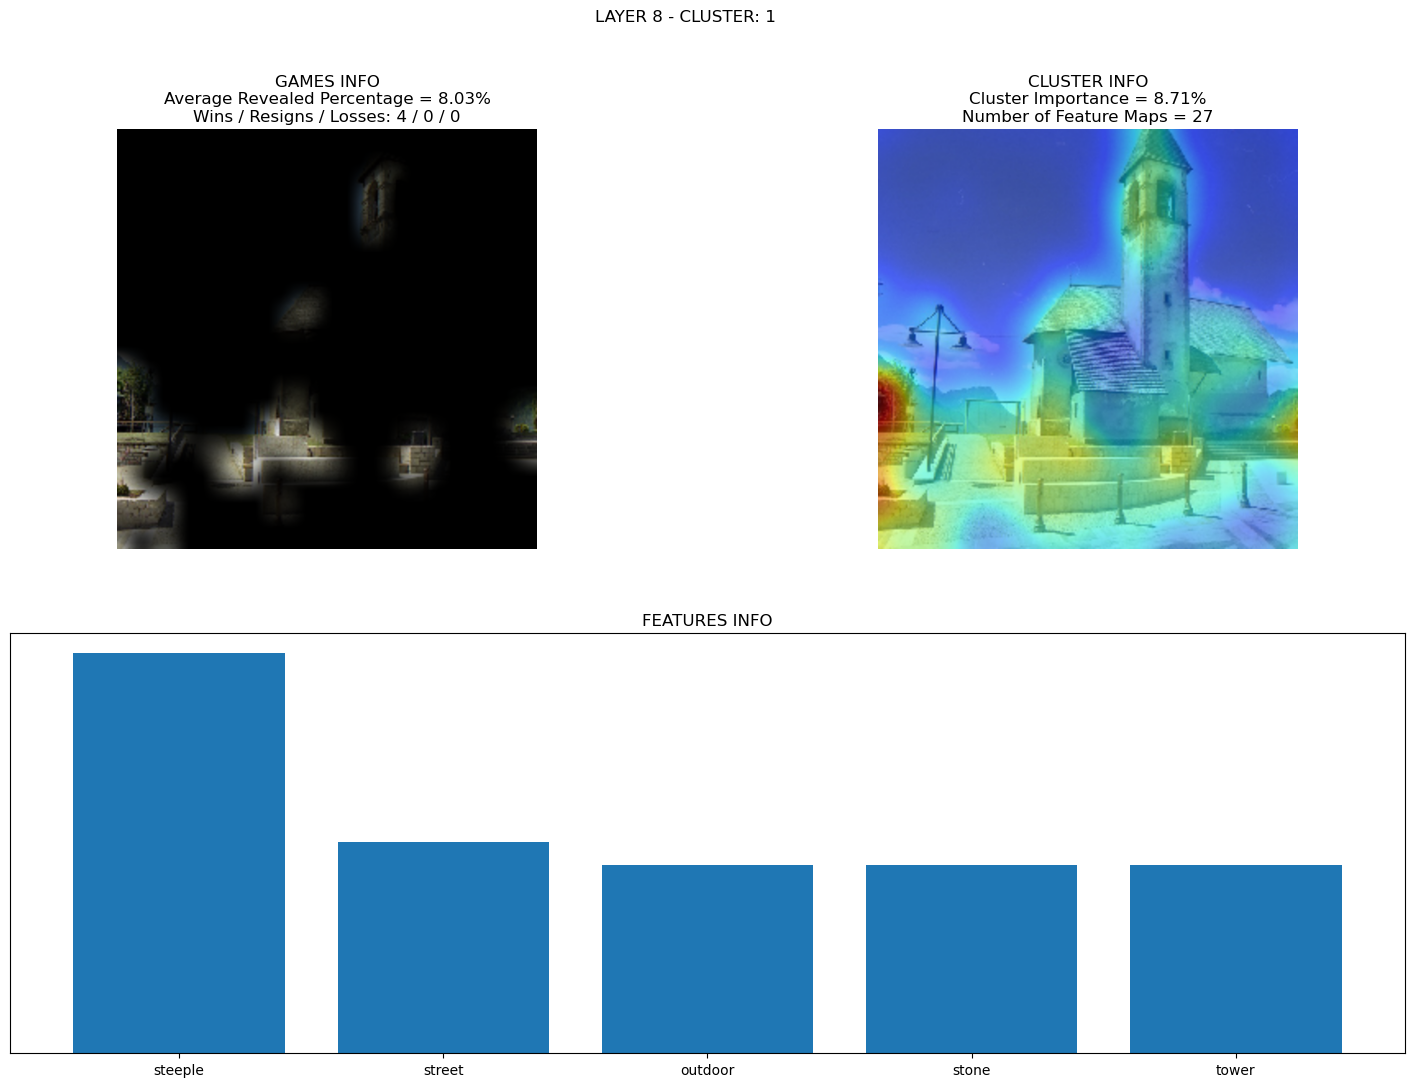 LAYER 8 - CLUSTER: 1
GAMES INFO
Average Revealed Percentage = 8.03%
Wins / Resigns / Losses: 4 / 0 / 0
CLUSTER INFO
Cluster Importance = 8.71%
Number of Feature Maps = 27
FEATURES INFO
steeple
street
outdoor
stone
tower